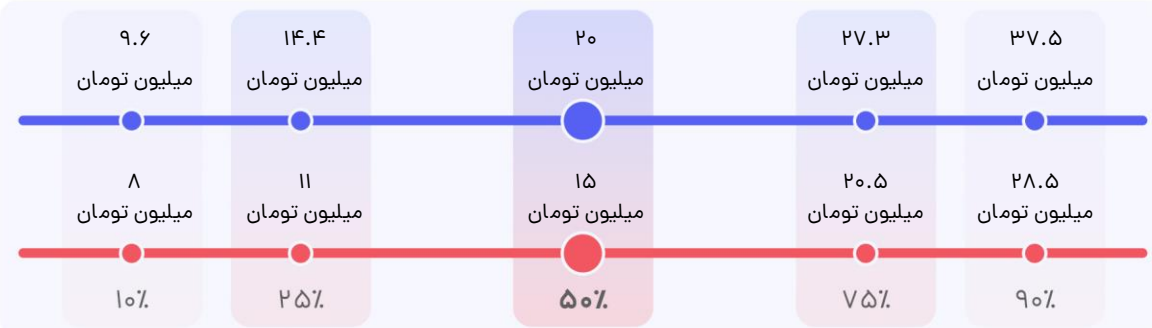 ۹.۶ ۱۴.۴ ۲۰ ۲۷.۳ ۳۷.۵
میلیون تومان میلیون تومان میلیون تومان میلیون تومان میلیون تومان
۸ ۱۱ ۱۵ ۲۰.۵ ۲۸.۵
میلیون تومان میلیون تومان میلیون تومان میلیون تومان میلیون تومان
۱۰٪ ۲۵٪ ۵۰٪ ۷۵٪ ۹۰٪